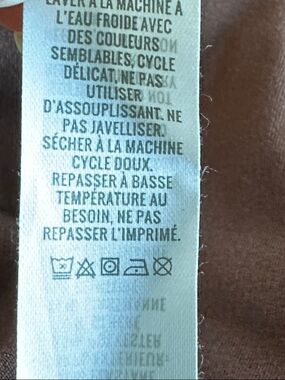 LAVER À LA MACHINE À
L'EAU FROIDE AVEC
DES COULEURS
SEMBLABLES, CYCLE
DÉLICAT, NE PAS
UTILISER
D'ASSOUPLISSANT. NE
PAS JAVELLISER.
SÉCHER À LA MACHINE
CYCLE DOUX.
REPASSER À BASSE
TEMPÉRATURE AU
BESOIN, NE PAS
REPASSER L'IMPRIMÉ.